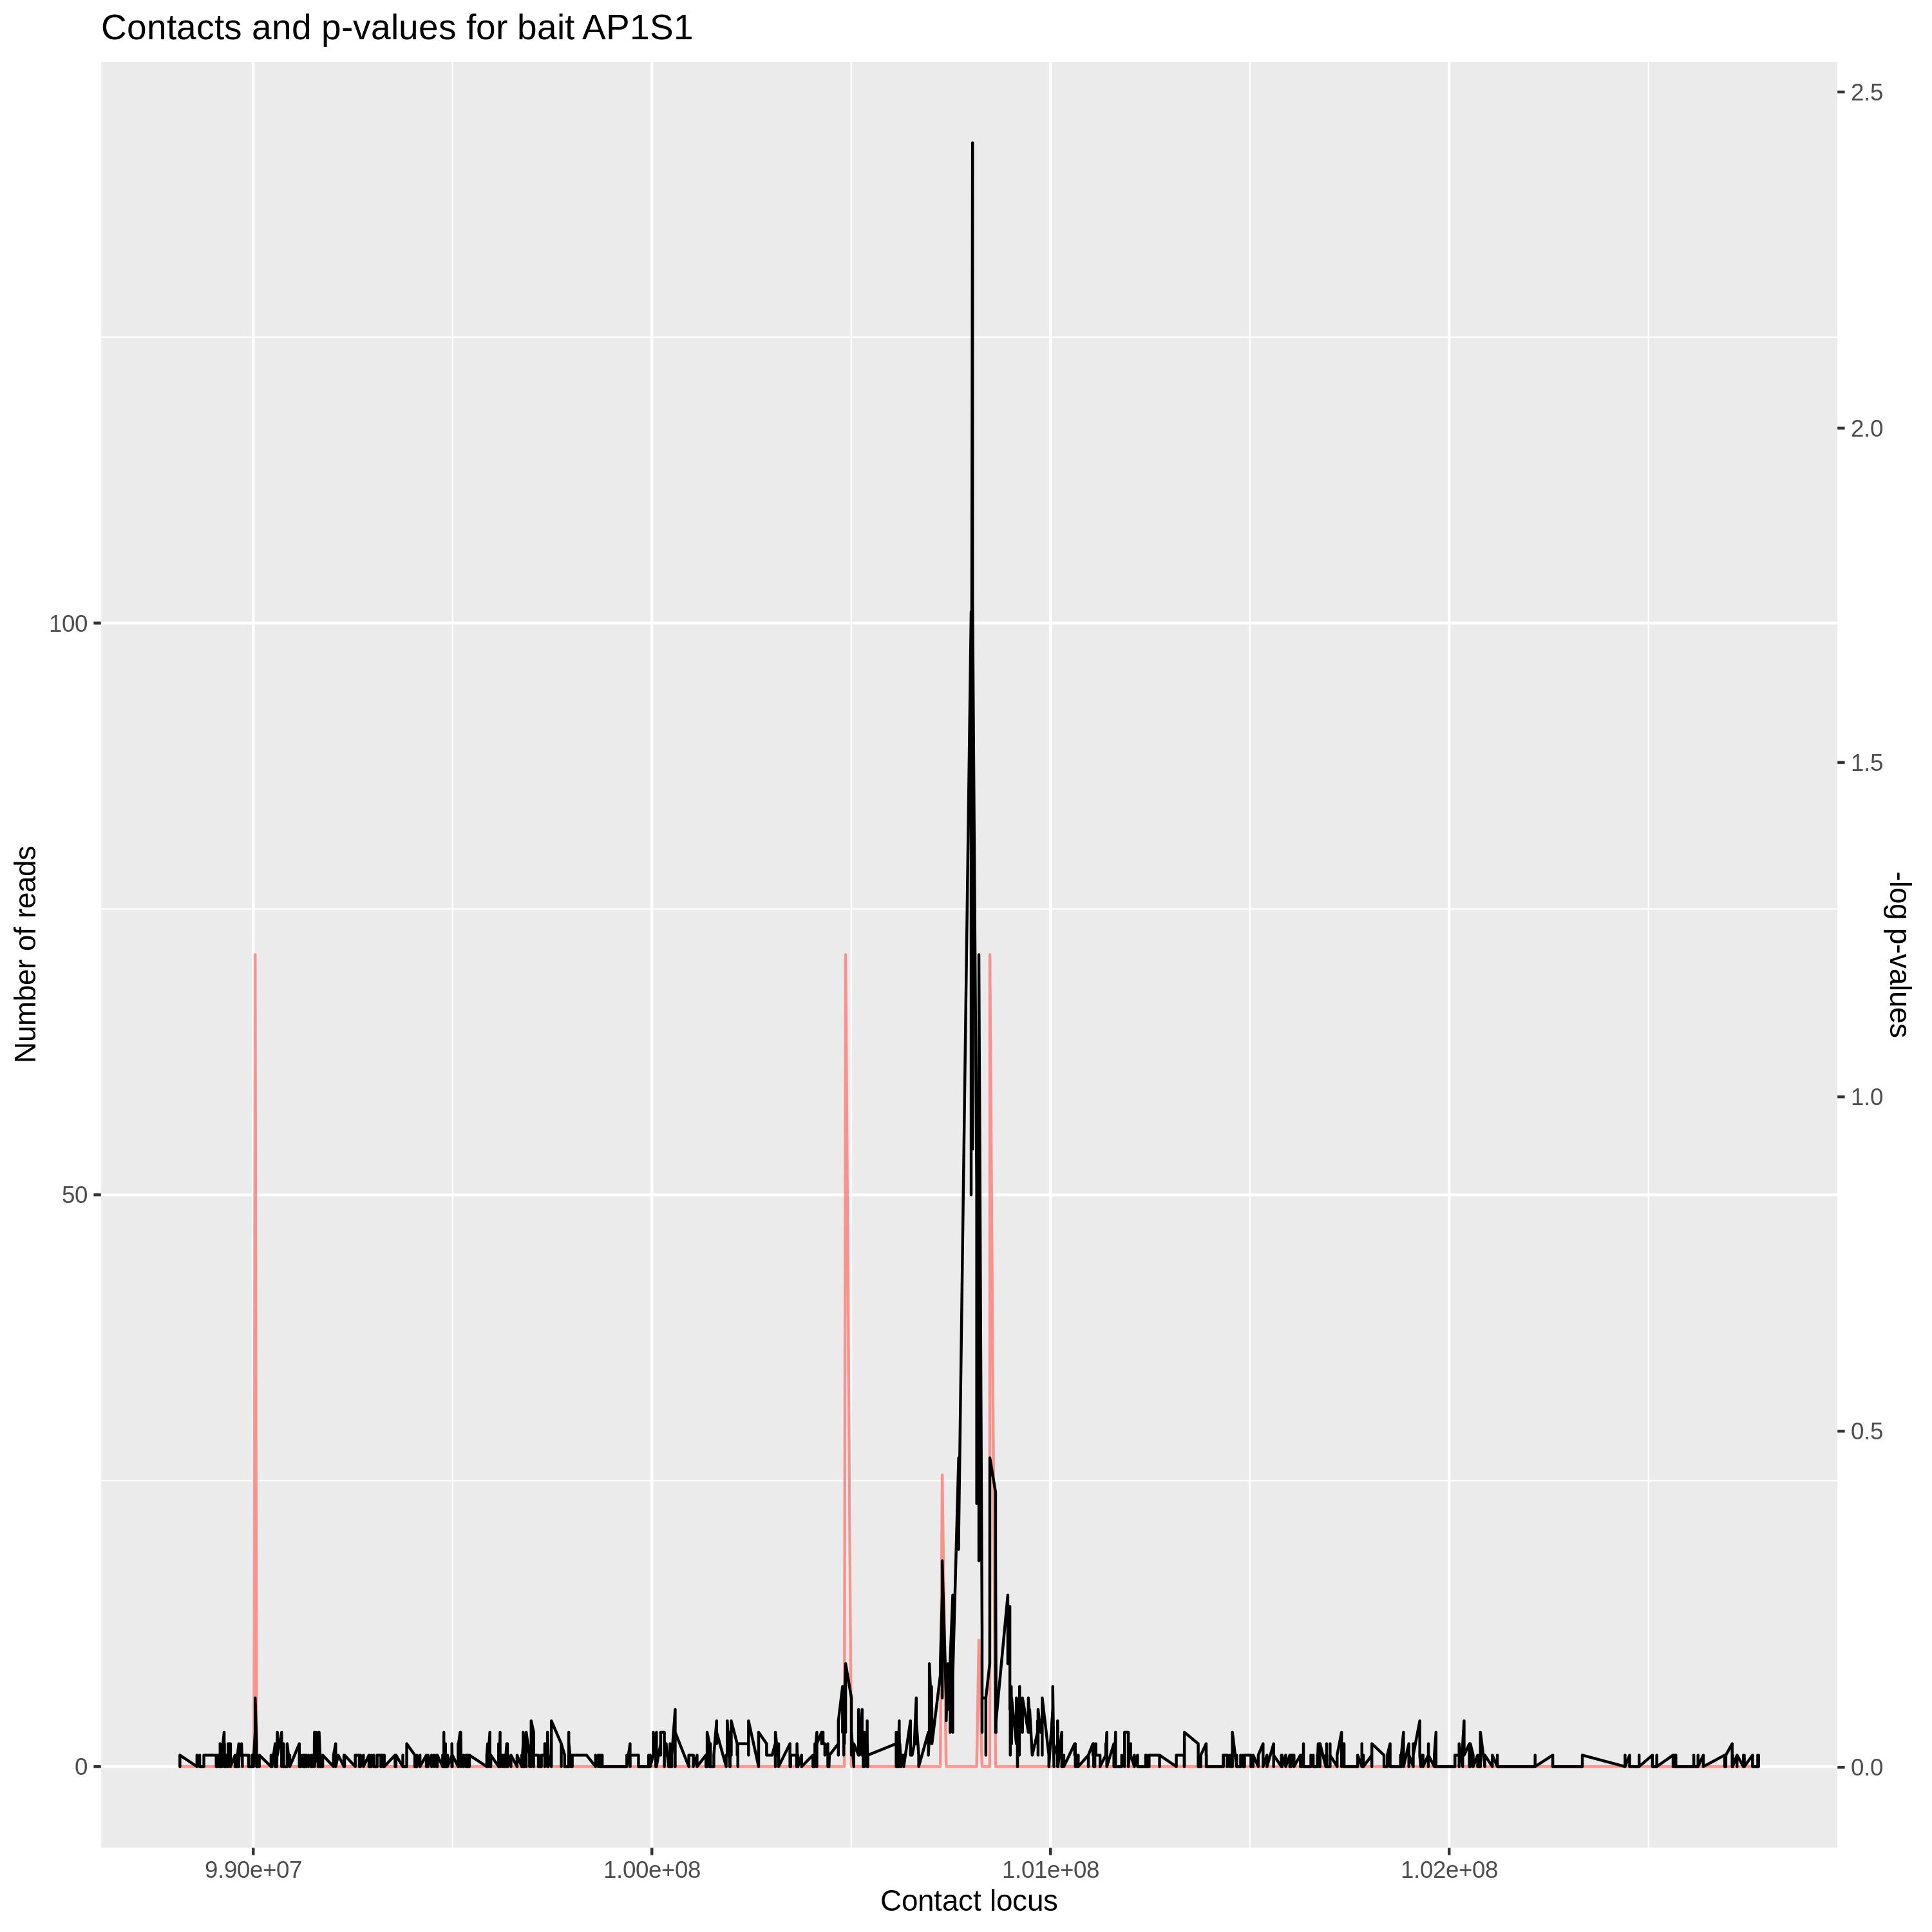 Contacts and p-values for bait AP1S1
2.5
2.0
100
1.5
Number of reads
-log p-values
1.0
50
0.5
0
0.0
9.90e+07
1.00e+08
1.01e+08
1.02e+08
Contact locus